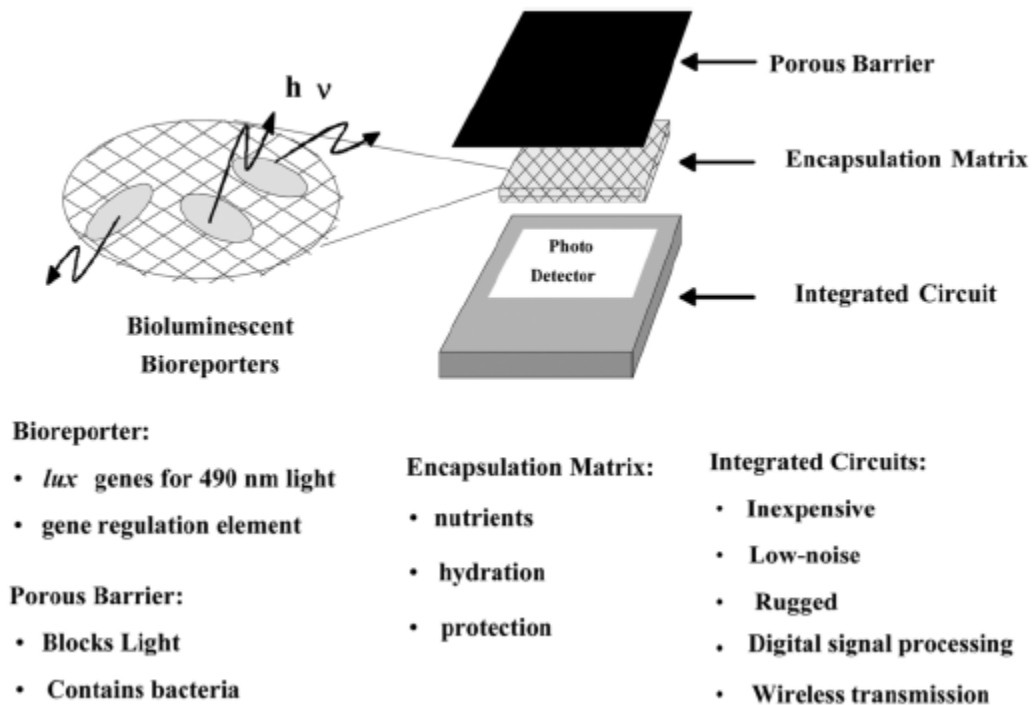 h ν
Porous Barrier
Encapsulation Matrix
Photo
Detector
Integrated Circuit
Bioluminescent
Bioreporters
Bioreporter:
• lux genes for 490 nm light
• gene regulation element
Porous Barrier:
• Blocks Light
• Contains bacteria
Encapsulation Matrix:
• nutrients
• hydration
• protection
Integrated Circuits:
• Inexpensive
• Low-noise
• Rugged
• Digital signal processing
• Wireless transmission